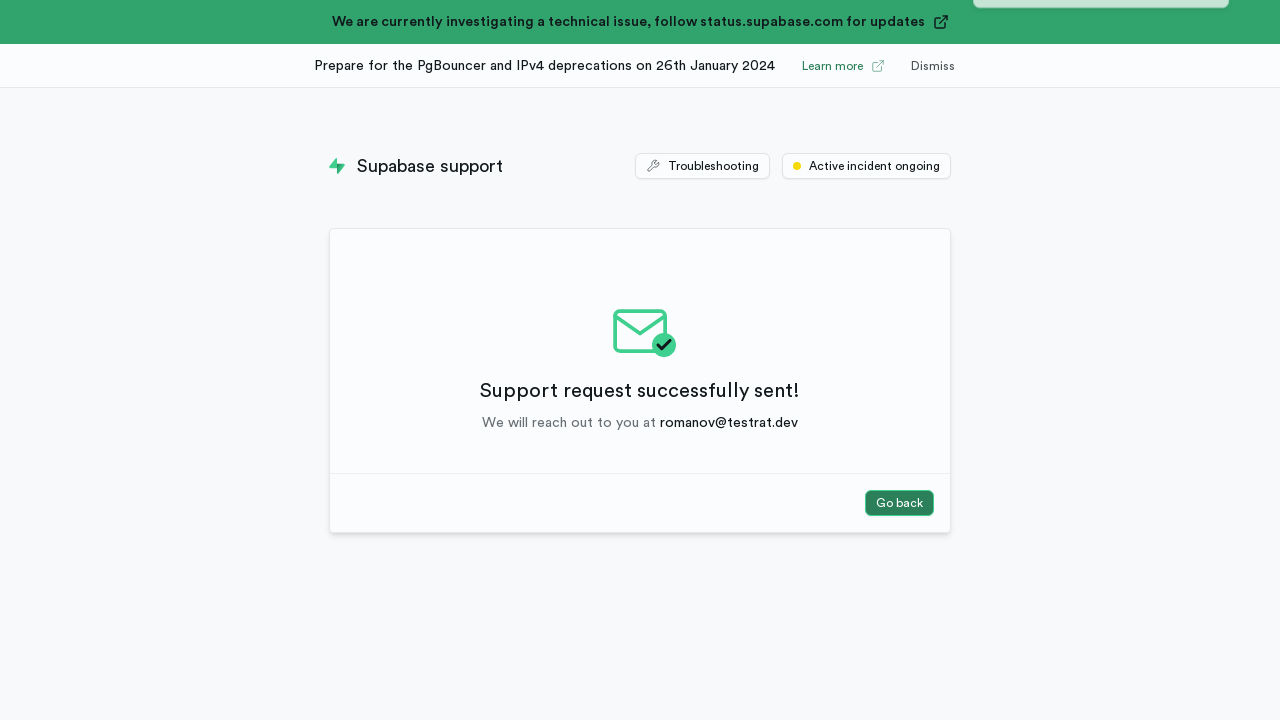 We are currently investigating a technical issue, follow status.supabase.com for updates
Prepare for the PgBouncer and IPv4 deprecations on 26th January 2024
Learn more
Dismiss
Supabase support
Troubleshooting
Active incident ongoing
Support request successfully sent!
We will reach out to you at romanov@testrat.dev
Go back